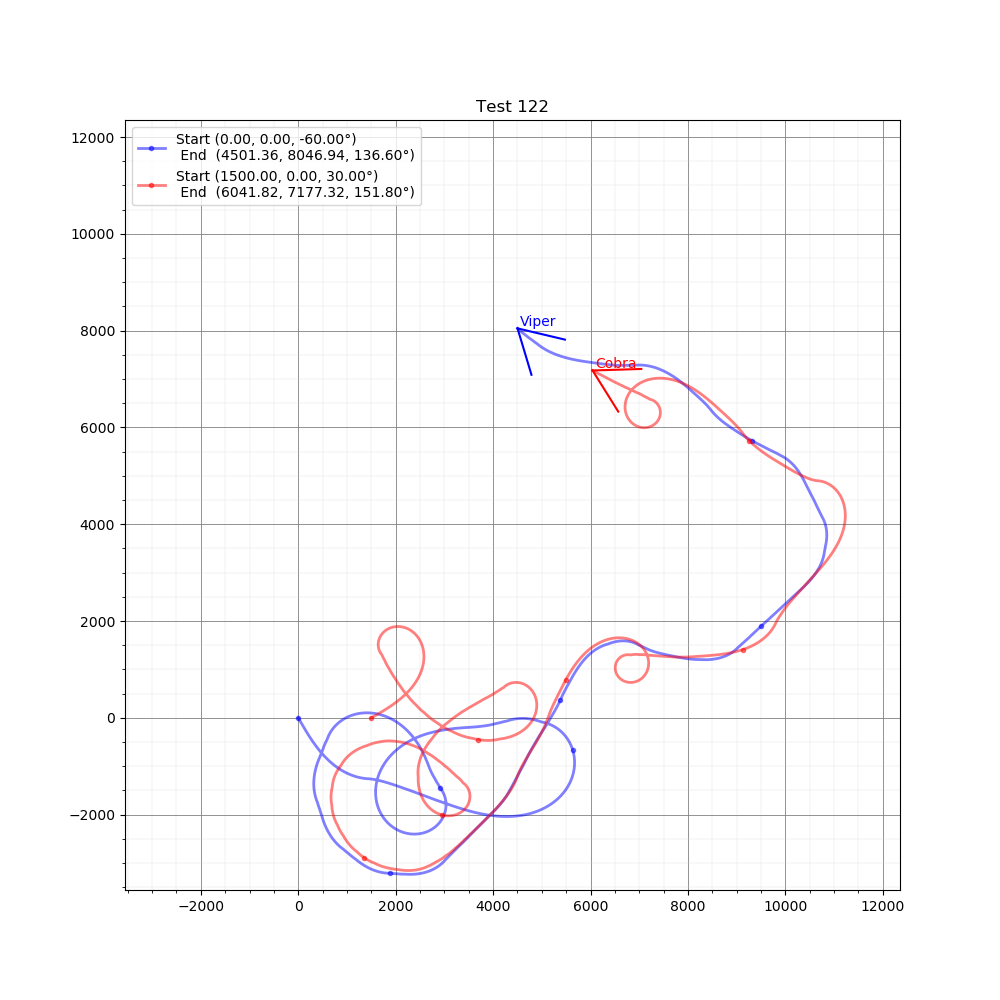 Test 122
Start (0.00, 0.00, -60.00°)
End (4501.36, 8046.94, 136.60°)
Start (1500.00, 0.00, 30.00°)
End (6041.82, 7177.32, 151.80°)
12000
10000
8000
6000
4000
2000
0
−2000
Viper
Cobra
−2000 0 2000 4000 6000 8000 10000 12000